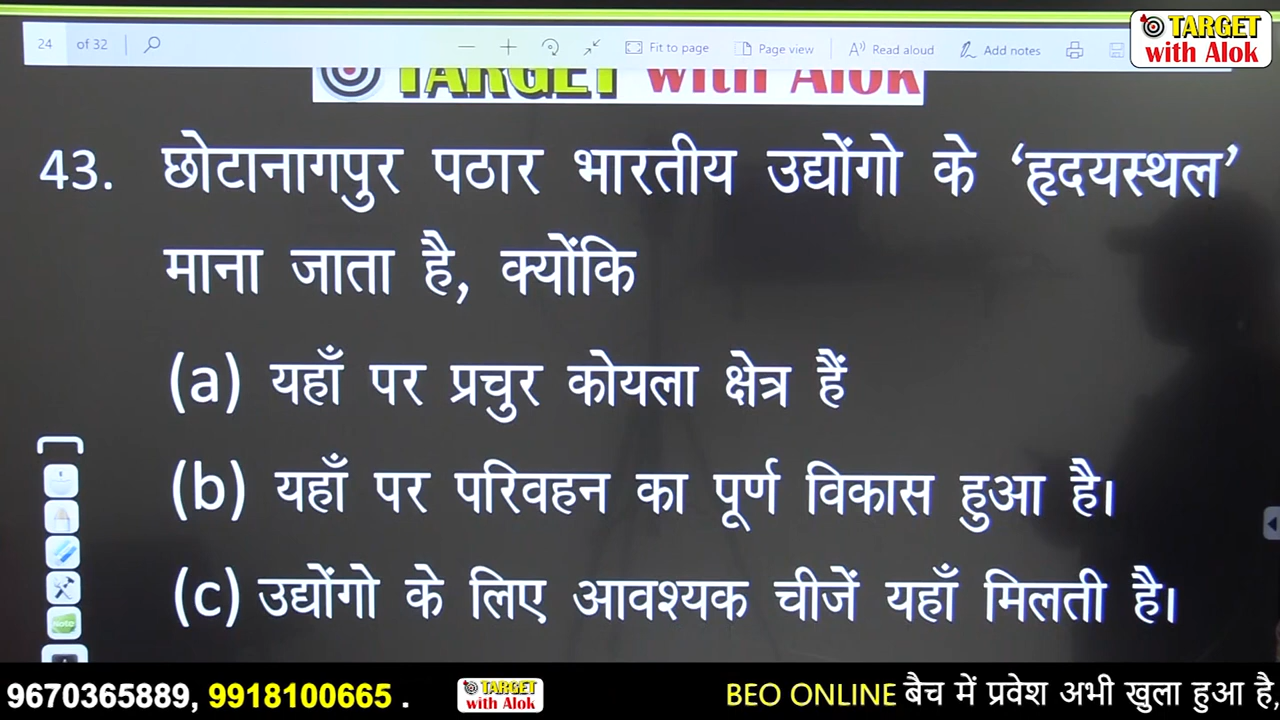 TARGET
with Alok
24 of 32 Fit to page Page view Read aloud Add notes
TARGET with Alok
43. छोटानागपुर पठार भारतीय उद्योंगो के ‘हृदयस्थल’
माना जाता है, क्योंकि
(a) यहाँ पर प्रचुर कोयला क्षेत्र हैं
(b) यहाँ पर परिवहन का पूर्ण विकास हुआ है।
(c) उद्योंगो के लिए आवश्यक चीजें यहाँ मिलती है।
Note
9670365889, 9918100665 . TARGET with Alok BEO ONLINE बैच में प्रवेश अभी खुला हुआ है,